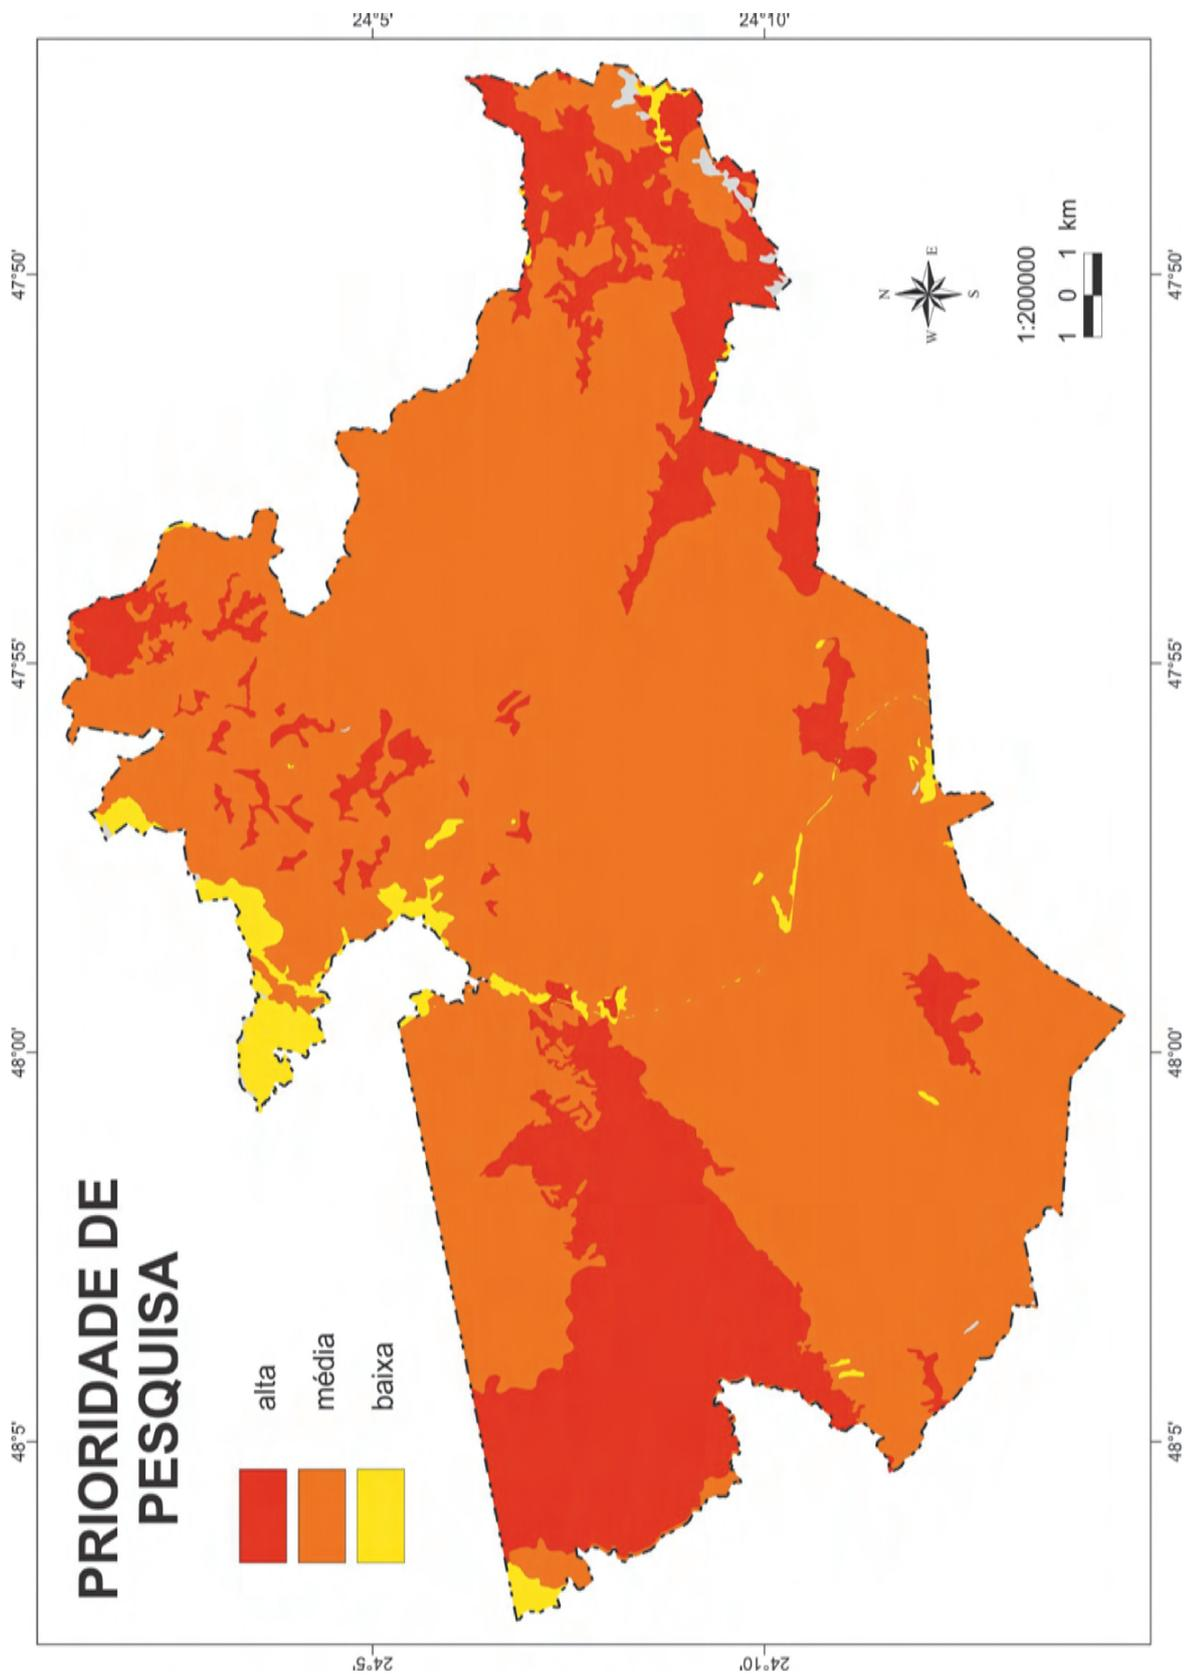 PRIORIDADE DE
PESQUISA
alta
média
baixa
48°5'
48°00'
47°55'
47°50'
48°5'
48°00'
47°55'
47°50'
24°5'
24°10'
24°5'
24°10'
N
W
E
S
1:200000
1 0 1 km